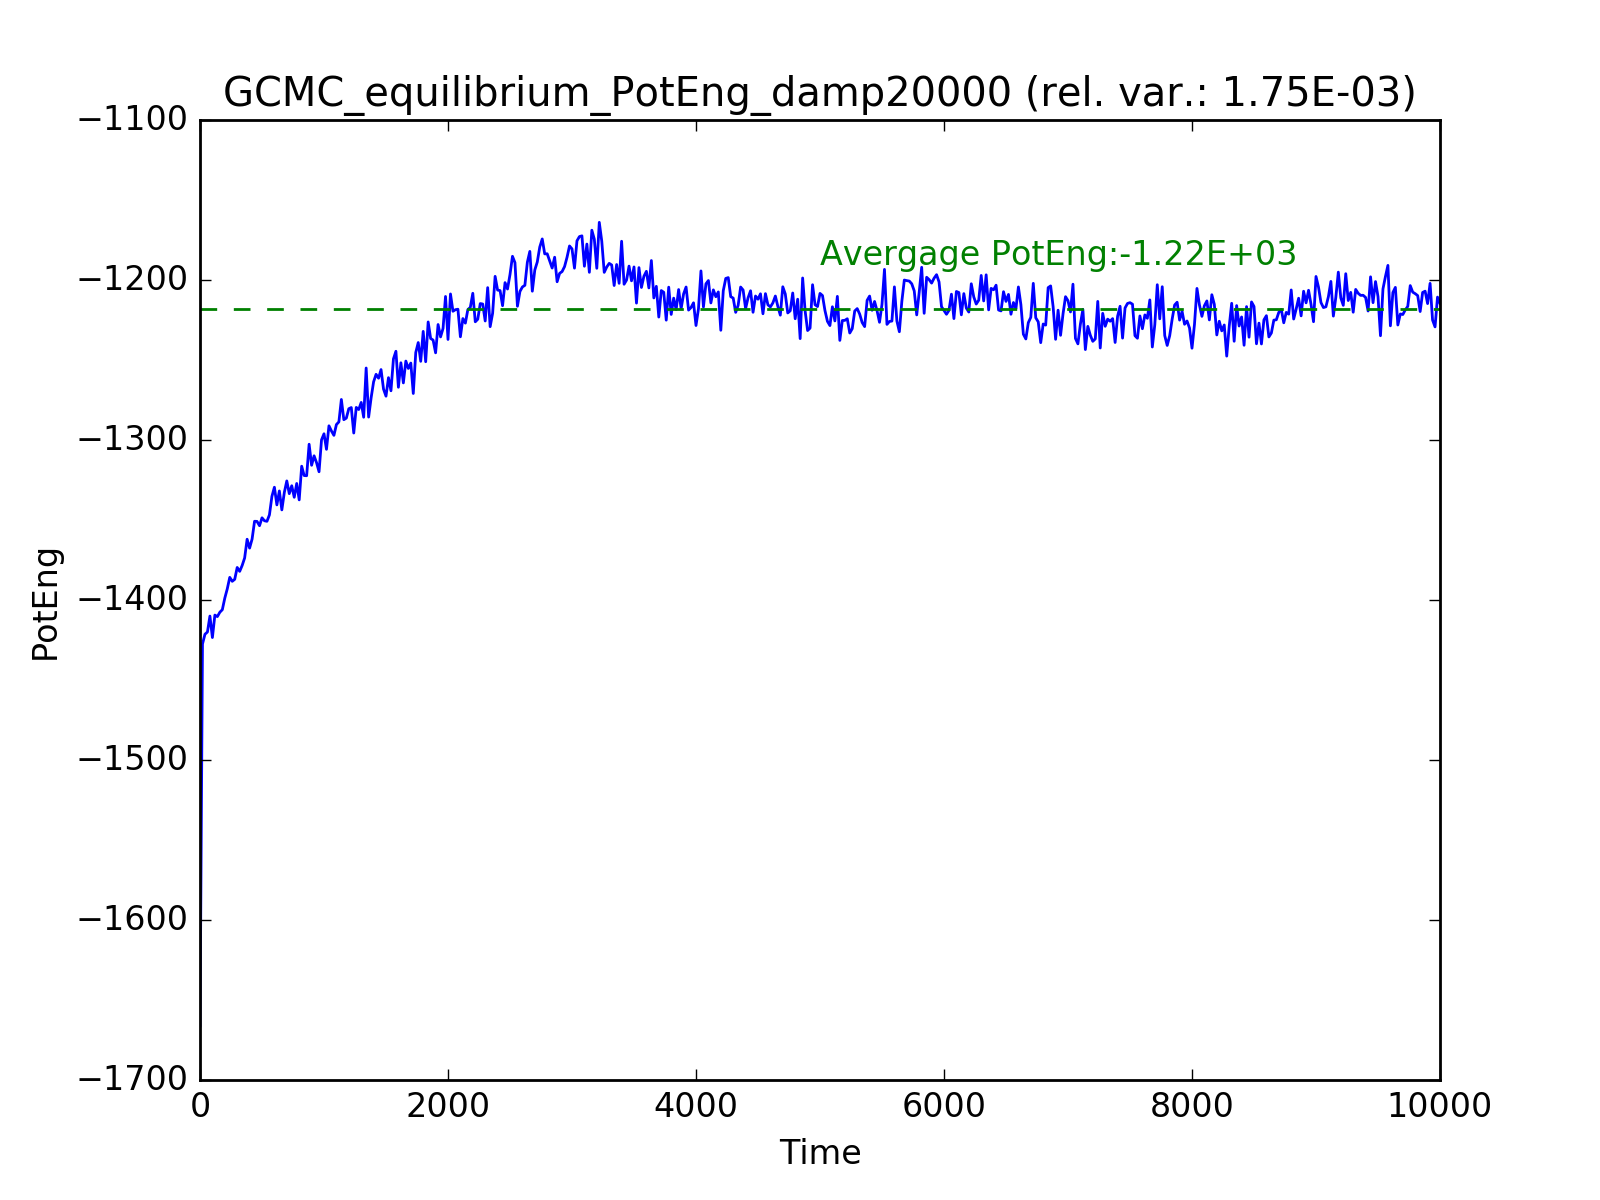 GCMC_equilibrium_PotEng_damp20000 (rel. var.: 1.75E-03)
−1100
−1200
−1300
−1400
−1500
−1600
−1700
PotEng
Avergage PotEng:-1.22E+03
0 2000 4000 6000 8000 10000
Time